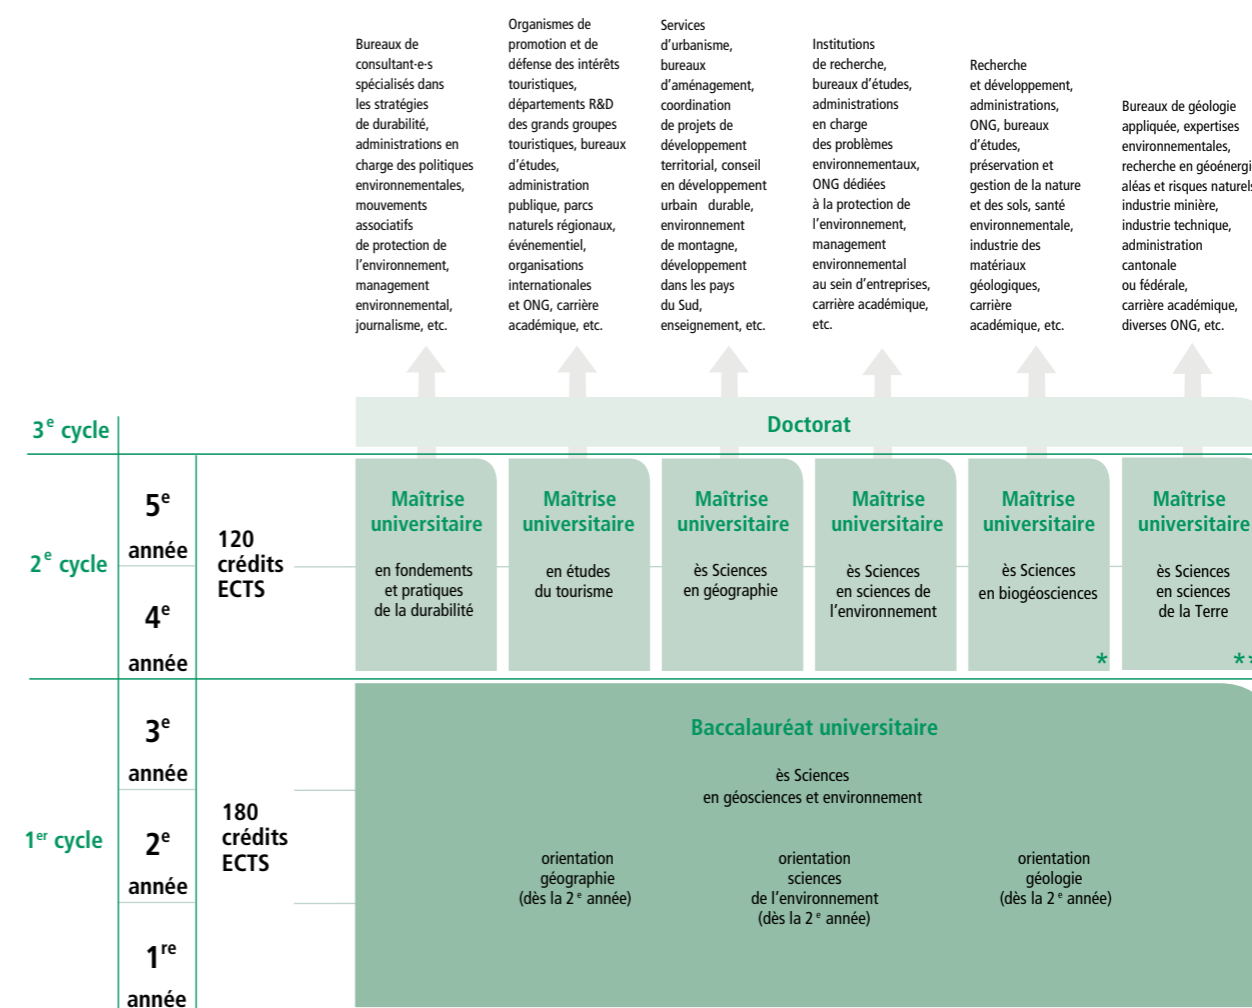 Bureaux de
consultant·e·s
spécialisés dans
les stratégies
de durabilité,
administrations en
charge des politiques
environnementales,
mouvements
associatifs
de protection de
l’environnement,
management
environnemental,
journalisme, etc.
Organismes de
promotion et de
défense des intérêts
touristiques,
départements R&D
des grands groupes
touristiques, bureaux
d’études,
administration
publique, parcs
naturels régionaux,
événementiel,
organisations
internationales
et ONG, carrière
académique, etc.
Services
d’urbanisme,
bureaux
d’aménagement,
coordination
de projets de
développement
territorial, conseil
en développement
urbain durable,
environnement
de montagne,
développement
dans les pays
du Sud,
enseignement, etc.
Institutions
de recherche,
bureaux d’études,
administrations
en charge
des problèmes
environnementaux,
ONG dédiées
à la protection de
l’environnement,
management
environnemental
au sein d’entreprises,
carrière académique,
etc.
Recherche
et développement,
administrations,
ONG, bureaux
d’études,
préservation et
gestion de la nature
et des sols, santé
environnementale,
industrie des
matériaux
géologiques,
carrière
académique, etc.
Bureaux de géologie
appliquée, expertises
environnementales,
recherche en géoénergi
aléas et risques naturels
industrie minière,
industrie technique,
administration
cantonale
ou fédérale,
carrière académique,
diverses ONG, etc.
3e cycle
Doctorat
2e cycle
5e
année
4e
année
120
crédits
ECTS
Maîtrise
universitaire
en fondements
et pratiques
de la durabilité
Maîtrise
universitaire
en études
du tourisme
Maîtrise
universitaire
ès Sciences
en géographie
Maîtrise
universitaire
ès Sciences
en sciences de
l’environnement
Maîtrise
universitaire
ès Sciences
en biogéosciences
*
Maîtrise
universitaire
ès Sciences
en sciences
de la Terre
**
1er cycle
3e
année
2e
année
1re
année
180
crédits
ECTS
Baccalauréat universitaire
ès Sciences
en géosciences et environnement
orientation
géographie
(dès la 2e année)
orientation
sciences
de l’environnement
(dès la 2e année)
orientation
géologie
(dès la 2e année)